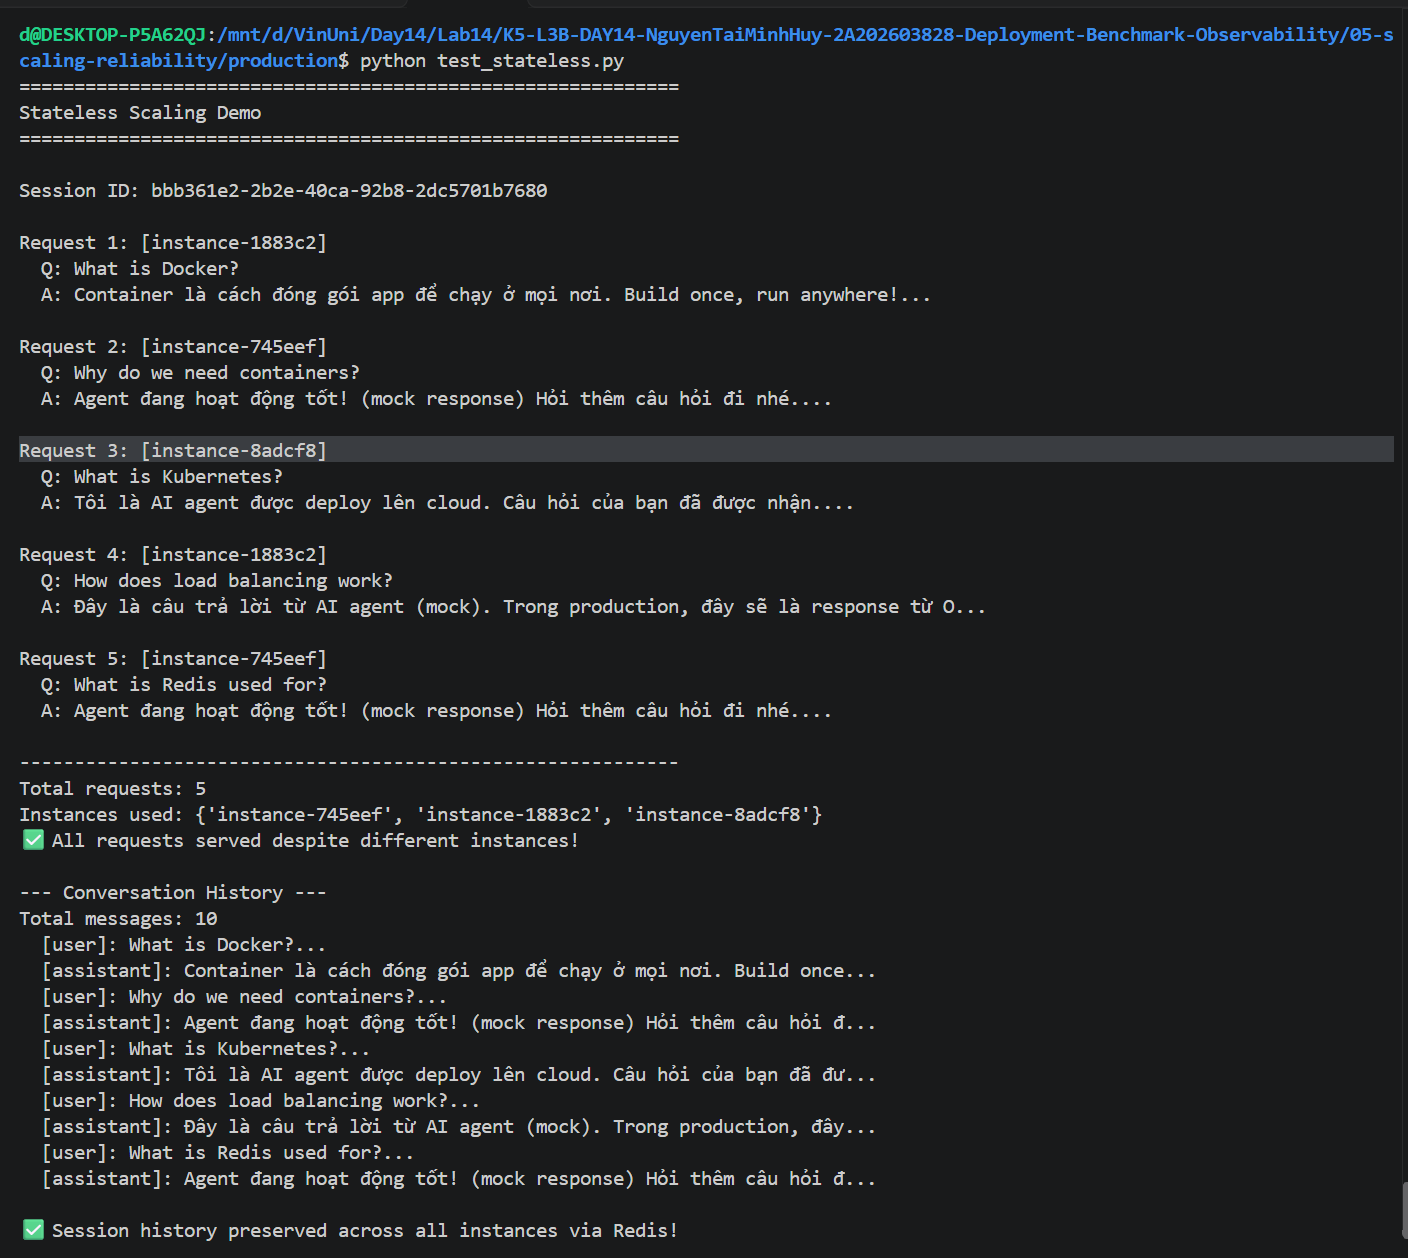 d@DESKTOP-P5A62QJ:/mnt/d/VinUni/Day14/Lab14/K5-L3B-DAY14-NguyenTaiMinhHuy-2A202603828-Deployment-Benchmark-Observability/05-s
caling-reliability/production$ python test_stateless.py
============================================================
Stateless Scaling Demo
============================================================
Session ID: bbb361e2-2b2e-40ca-92b8-2dc5701b7680
Request 1: [instance-1883c2]
Q: What is Docker?
A: Container là cách đóng gói app để chạy ở mọi nơi. Build once, run anywhere!...
Request 2: [instance-745eef]
Q: Why do we need containers?
A: Agent đang hoạt động tốt! (mock response) Hỏi thêm câu hỏi đi nhé....
Request 3: [instance-8adcf8]
Q: What is Kubernetes?
A: Tôi là AI agent được deploy lên cloud. Câu hỏi của bạn đã được nhận....
Request 4: [instance-1883c2]
Q: How does load balancing work?
A: Đây là câu trả lời từ AI agent (mock). Trong production, đây sẽ là response từ O...
Request 5: [instance-745eef]
Q: What is Redis used for?
A: Agent đang hoạt động tốt! (mock response) Hỏi thêm câu hỏi đi nhé....
------------------------------------------------------------
Total requests: 5
Instances used: {'instance-745eef', 'instance-1883c2', 'instance-8adcf8'}
✅ All requests served despite different instances!
--- Conversation History ---
Total messages: 10
[user]: What is Docker?...
[assistant]: Container là cách đóng gói app để chạy ở mọi nơi. Build once...
[user]: Why do we need containers?...
[assistant]: Agent đang hoạt động tốt! (mock response) Hỏi thêm câu hỏi đ...
[user]: What is Kubernetes?...
[assistant]: Tôi là AI agent được deploy lên cloud. Câu hỏi của bạn đã đư...
[user]: How does load balancing work?...
[assistant]: Đây là câu trả lời từ AI agent (mock). Trong production, đây...
[user]: What is Redis used for?...
[assistant]: Agent đang hoạt động tốt! (mock response) Hỏi thêm câu hỏi đ...
✅ Session history preserved across all instances via Redis!